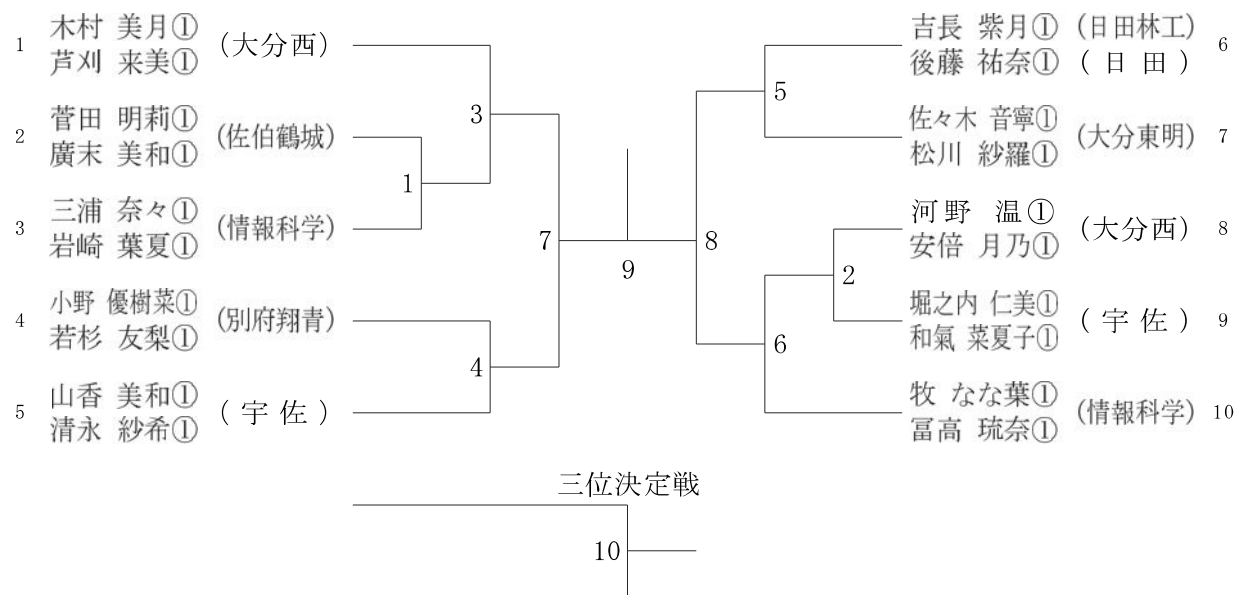 1 木村 美月① (大分西)
芦刈 来美①
2 菅田 明莉① (佐伯鶴城)
廣末 美和①
3 三浦 奈々① (情報科学)
岩崎 葉夏①
4 小野 優樹菜① (別府翔青)
若杉 友梨①
5 山香 美和① (宇佐)
清永 紗希①
3
1
7
4
9
5
8
2
6
吉長 紫月① (日田林工) 6
後藤 祐奈① (日田)
佐々木 音寧① (大分東明) 7
松川 紗羅①
河野 温① (大分西) 8
安倍 月乃①
堀之内 仁美① (宇佐) 9
和氣 菜夏子①
牧 なな葉① (情報科学) 10
冨高 琉奈①
三位決定戦
10